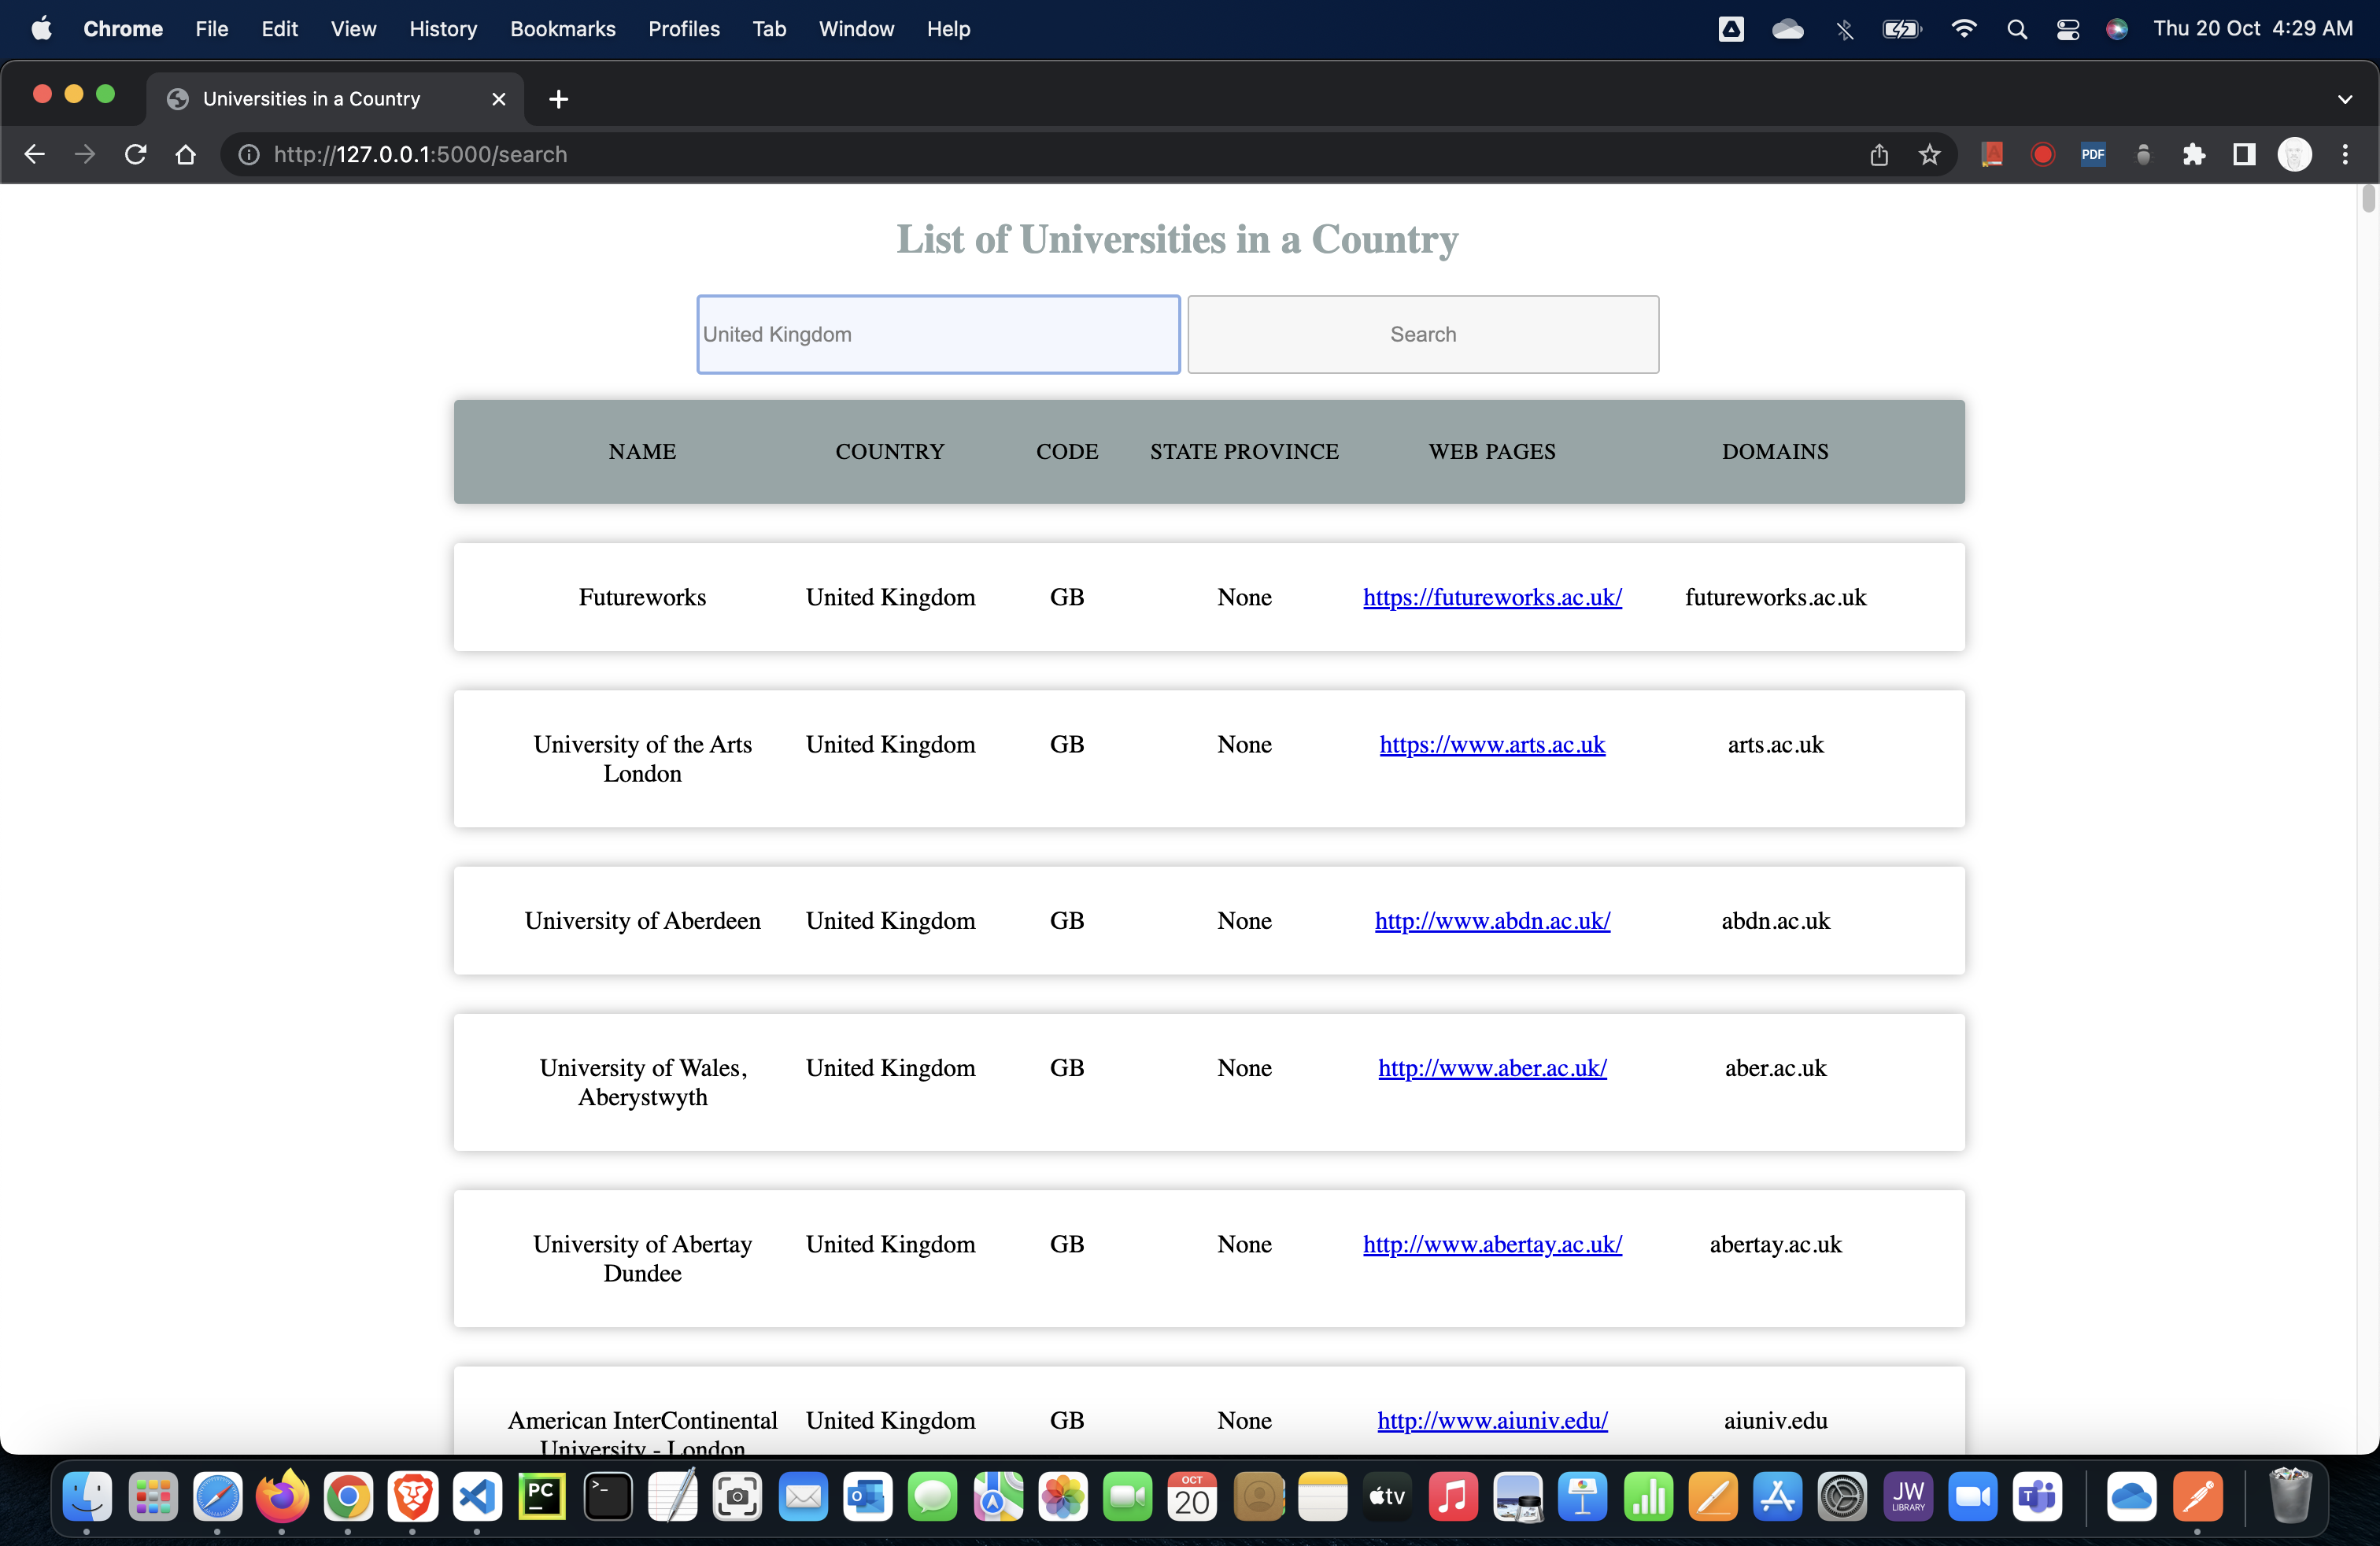 Chrome File Edit View History Bookmarks Profiles Tab Window Help Thu 20 Oct 4:29 AM
Universities in a Country
http://127.0.0.1:5000/search
PDF
List of Universities in a Country
United Kingdom Search
NAME COUNTRY CODE STATE PROVINCE WEB PAGES DOMAINS
Futureworks United Kingdom GB None https://futureworks.ac.uk/ futureworks.ac.uk
University of the Arts United Kingdom GB None https://www.arts.ac.uk arts.ac.uk
London
University of Aberdeen United Kingdom GB None http://www.abdn.ac.uk/ abdn.ac.uk
University of Wales, United Kingdom GB None http://www.aber.ac.uk/ aber.ac.uk
Aberystwyth
University of Abertay United Kingdom GB None http://www.abertay.ac.uk/ abertay.ac.uk
Dundee
American InterContinental United Kingdom GB None http://www.aiuniv.edu/ aiuniv.edu
University - London
PC OCT tv JW
20 LIBRARY